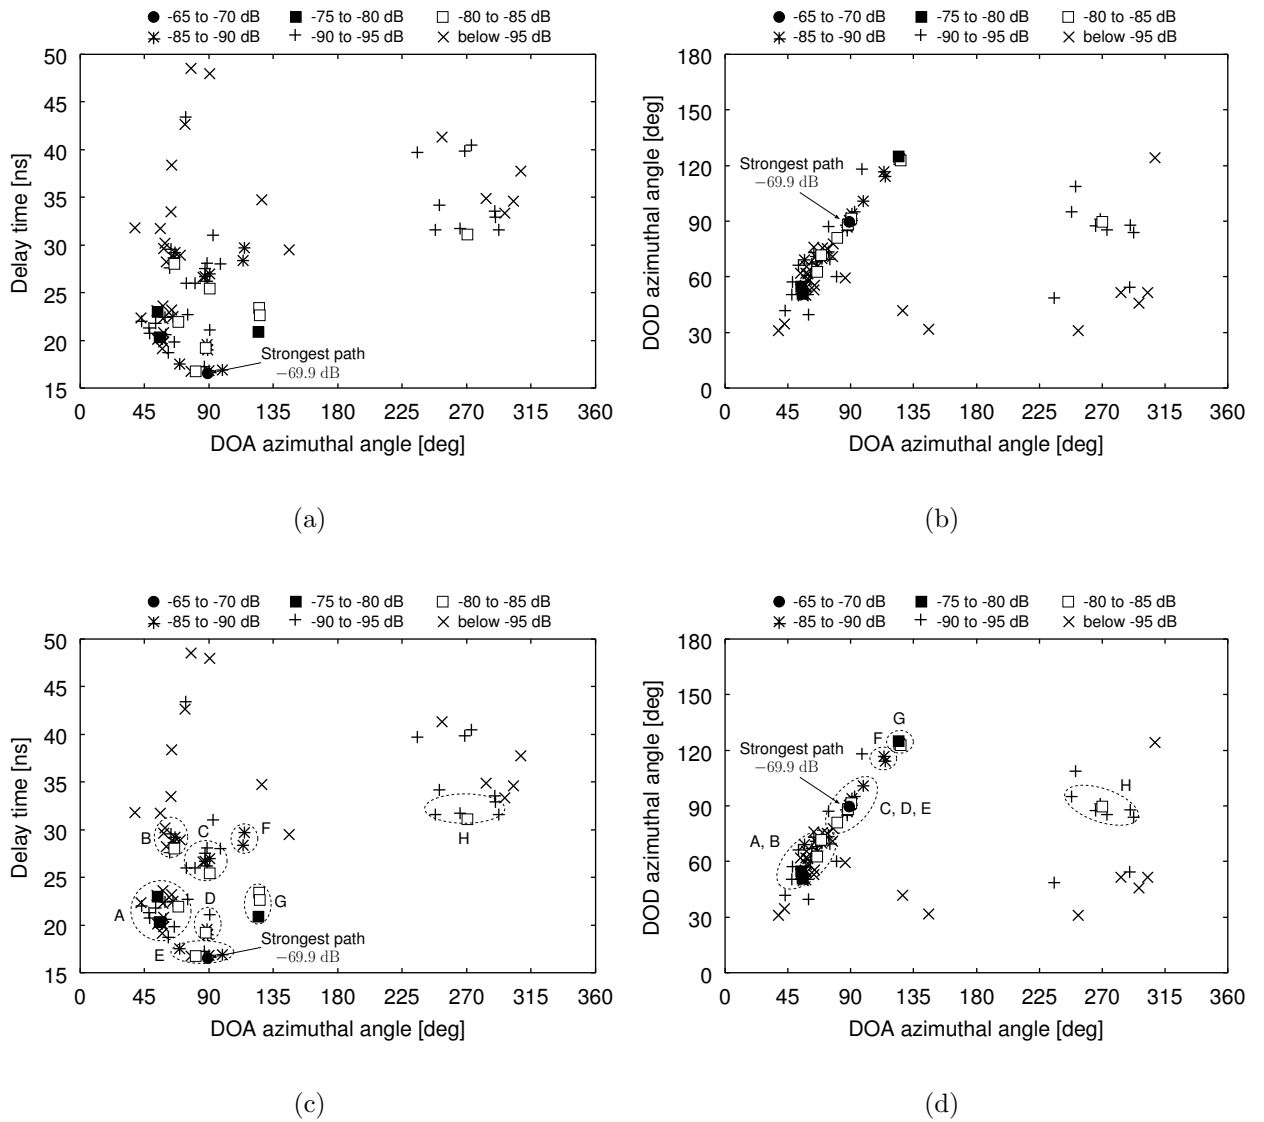 -65 to -70 dB -75 to -80 dB -80 to -85 dB
-85 to -90 dB -90 to -95 dB below -95 dB
50
45
40
35
30
25
20
15
Delay time [ns]
Strongest path
−69.9 dB
0 45 90 135 225 270 315 360
DOA azimuthal angle [deg]
(a)
-65 to -70 dB -75 to -80 dB -80 to -85 dB
-85 to -90 dB -90 to -95 dB below -95 dB
180
150
120
90
60
30
0
DOD azimuthal angle [deg]
Strongest path
−69.9 dB
0 45 90 135 225 270 315 360
DOA azimuthal angle [deg]
(b)
-65 to -70 dB -75 to -80 dB -80 to -85 dB
-85 to -90 dB -90 to -95 dB below -95 dB
50
45
40
35
30
25
20
15
Delay time [ns]
B C F
H
A D G
E
Strongest path
−69.9 dB
0 45 90 135 225 270 315 360
DOA azimuthal angle [deg]
(c)
-65 to -70 dB -75 to -80 dB -80 to -85 dB
-85 to -90 dB -90 to -95 dB below -95 dB
180
150
120
90
60
30
0
DOD azimuthal angle [deg]
G
F
Strongest path
−69.9 dB
H
C, D, E
A, B
0 45 90 135 225 270 315 360
DOA azimuthal angle [deg]
(d)